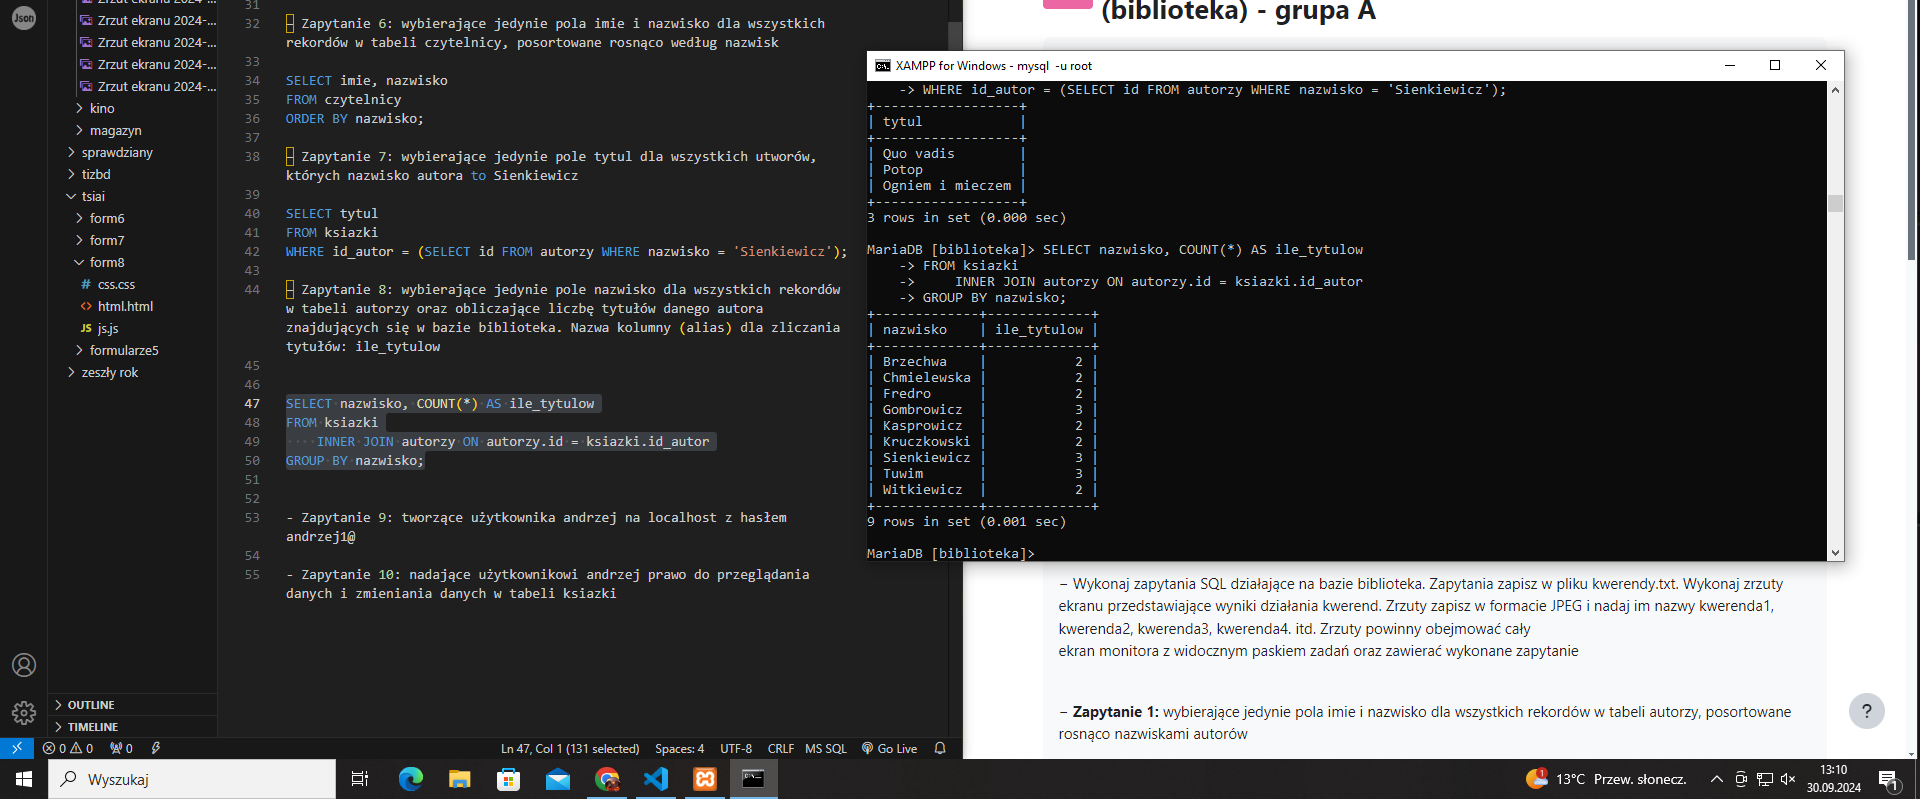 Json
Zrzut ekranu 2024-...
Zrzut ekranu 2024-...
Zrzut ekranu 2024-...
Zrzut ekranu 2024-...
Zrzut ekranu 2024-...
kino
magazyn
sprawdziany
tizbd
tsiai
form6
form7
form8
# css.css
<> html.html
JS js.js
formularze5
zeszły rok
OUTLINE
TIMELINE
31
32 - Zapytanie 6: wybierające jedynie pola imie i nazwisko dla wszystkich
rekordów w tabeli czytelnicy, posortowane rosnąco według nazwisk
33
34 SELECT imie, nazwisko
35 FROM czytelnicy
36 ORDER BY nazwisko;
37
38 - Zapytanie 7: wybierające jedynie pole tytul dla wszystkich utworów,
których nazwisko autora to Sienkiewicz
39
40 SELECT tytul
41 FROM ksiazki
42 WHERE id_autor = (SELECT id FROM autorzy WHERE nazwisko = 'Sienkiewicz');
43
44 - Zapytanie 8: wybierające jedynie pole nazwisko dla wszystkich rekordów
w tabeli autorzy oraz obliczające liczbę tytułów danego autora
znajdujących się w bazie biblioteka. Nazwa kolumny (alias) dla zliczania
tytułów: ile_tytulow
45
46
47 SELECT nazwisko, COUNT(*) AS ile_tytulow
48 FROM ksiazki
49 INNER JOIN autorzy ON autorzy.id = ksiazki.id_autor
50 GROUP BY nazwisko;
51
52
53 - Zapytanie 9: tworzące użytkownika andrzej na localhost z hasłem
andrzej1@
54
55 - Zapytanie 10: nadające użytkownikowi andrzej prawo do przeglądania
danych i zmieniania danych w tabeli ksiazki
0 0 0
Ln 47, Col 1 (131 selected) Spaces: 4 UTF-8 CRLF MS SQL Go Live
(biblioteka) - grupa A
XAMPP for Windows - mysql -u root
-> WHERE id_autor = (SELECT id FROM autorzy WHERE nazwisko = 'Sienkiewicz');
+------------------+
| tytul |
+------------------+
| Quo vadis |
| Potop |
| Ogniem i mieczem |
+------------------+
3 rows in set (0.000 sec)
MariaDB [biblioteka]> SELECT nazwisko, COUNT(*) AS ile_tytulow
-> FROM ksiazki
-> INNER JOIN autorzy ON autorzy.id = ksiazki.id_autor
-> GROUP BY nazwisko;
+-------------+-------------+
| nazwisko | ile_tytulow |
+-------------+-------------+
| Brzechwa | 2 |
| Chmielewska | 2 |
| Fredro | 2 |
| Gombrowicz | 3 |
| Kasprowicz | 2 |
| Kruczkowski | 2 |
| Sienkiewicz | 3 |
| Tuwim | 3 |
| Witkiewicz | 2 |
+-------------+-------------+
9 rows in set (0.001 sec)
MariaDB [biblioteka]>
– Wykonaj zapytania SQL działające na bazie biblioteka. Zapytania zapisz w pliku kwerendy.txt. Wykonaj zrzuty
ekranu przedstawiające wyniki działania kwerend. Zrzuty zapisz w formacie JPEG i nadaj im nazwy kwerenda1,
kwerenda2, kwerenda3, kwerenda4. itd. Zrzuty powinny obejmować cały
ekran monitora z widocznym paskiem zadań oraz zawierać wykonane zapytanie
– Zapytanie 1: wybierające jedynie pola imie i nazwisko dla wszystkich rekordów w tabeli autorzy, posortowane
rosnąco nazwiskami autorów
?
Wyszukaj
1
13°C Przew. słonecz.
13:10
30.09.2024
1